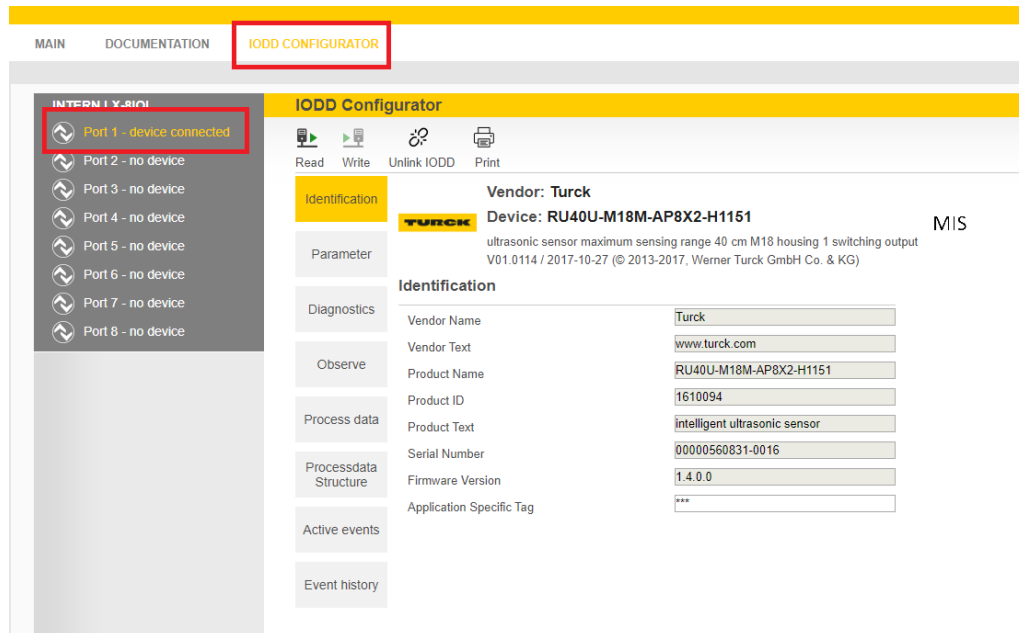 MAIN DOCUMENTATION IODD CONFIGURATOR
INTERN LX-8IOL
Port 1 - device connected
Port 2 - no device
Port 3 - no device
Port 4 - no device
Port 5 - no device
Port 6 - no device
Port 7 - no device
Port 8 - no device
IODD Configurator
Read Write Unlink IODD Print
Identification
Parameter
Diagnostics
Observe
Process data
Processdata
Structure
Active events
Event history
TURCK
Vendor: Turck
Device: RU40U-M18M-AP8X2-H1151
ultrasonic sensor maximum sensing range 40 cm M18 housing 1 switching output
V01.0114 / 2017-10-27 (© 2013-2017, Werner Turck GmbH Co. & KG)
MIS
Identification
Vendor Name Turck
Vendor Text www.turck.com
Product Name RU40U-M18M-AP8X2-H1151
Product ID 1610094
Product Text intelligent ultrasonic sensor
Serial Number 00000560831-0016
Firmware Version 1.4.0.0
Application Specific Tag ***